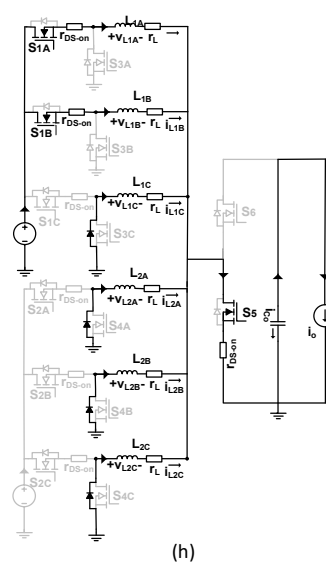 L1A
S1A rDS-on +vL1A- rL
S3A
L1B
S1B rDS-on +vL1B- rL iL1B
S3B
L1C
rDS-on +vL1C- rL iL1C
S1C S3C
S6
L2A
S2A rDS-on +vL2A- rL iL2A
S4A
S5 io
rDS-on
L2B
S2B rDS-on +vL2B- rL iL2B
S4B
L2C
rDS-on +vL2C- rL iL2C
S2C S4C
(h)